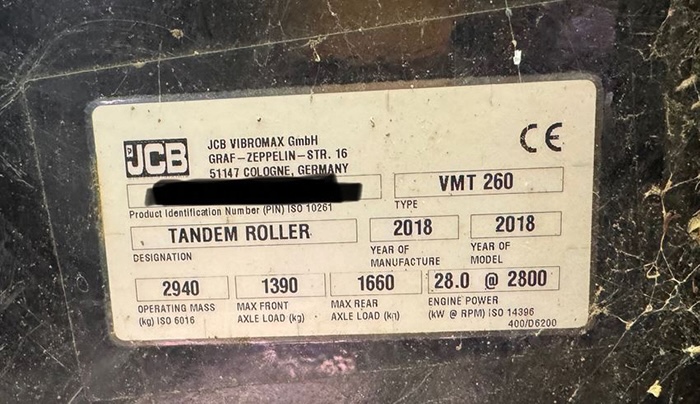 JCB
JCB VIBROMAX GmbH
GRAF-ZEPPELIN-STR. 16
51147 COLOGNE, GERMANY
CE
Product Identification Number (PIN) ISO 10261
VMT 260
TYPE
TANDEM ROLLER
DESIGNATION
2018
YEAR OF
MANUFACTURE
2018
YEAR OF
MODEL
2940
OPERATING MASS
(kg) ISO 6016
1390
MAX FRONT
AXLE LOAD (kg)
1660
MAX REAR
AXLE LOAD (kg)
28.0 @ 2800
ENGINE POWER
(kW @ RPM) ISO 14396
400/D6200